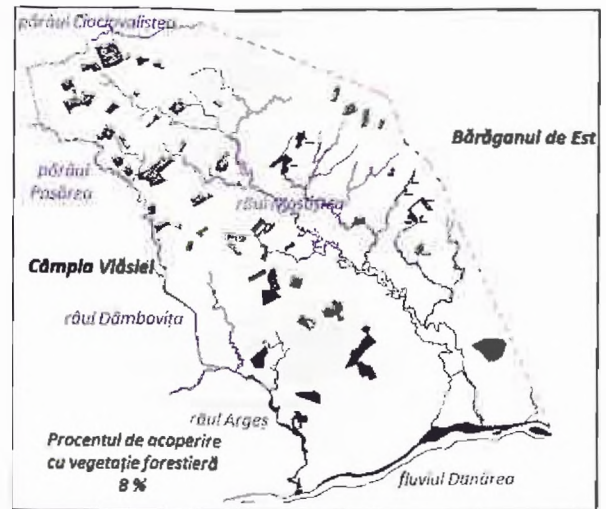 pârâul Ciocovaliștea
Bărăganul de Est
pârâul
Pasărea
râul Mostiștea
Câmpia Vlăsiei
râul Dâmbovița
râul Argeș
Procentul de acoperire
cu vegetație forestieră
8 %
fluviul Dunărea